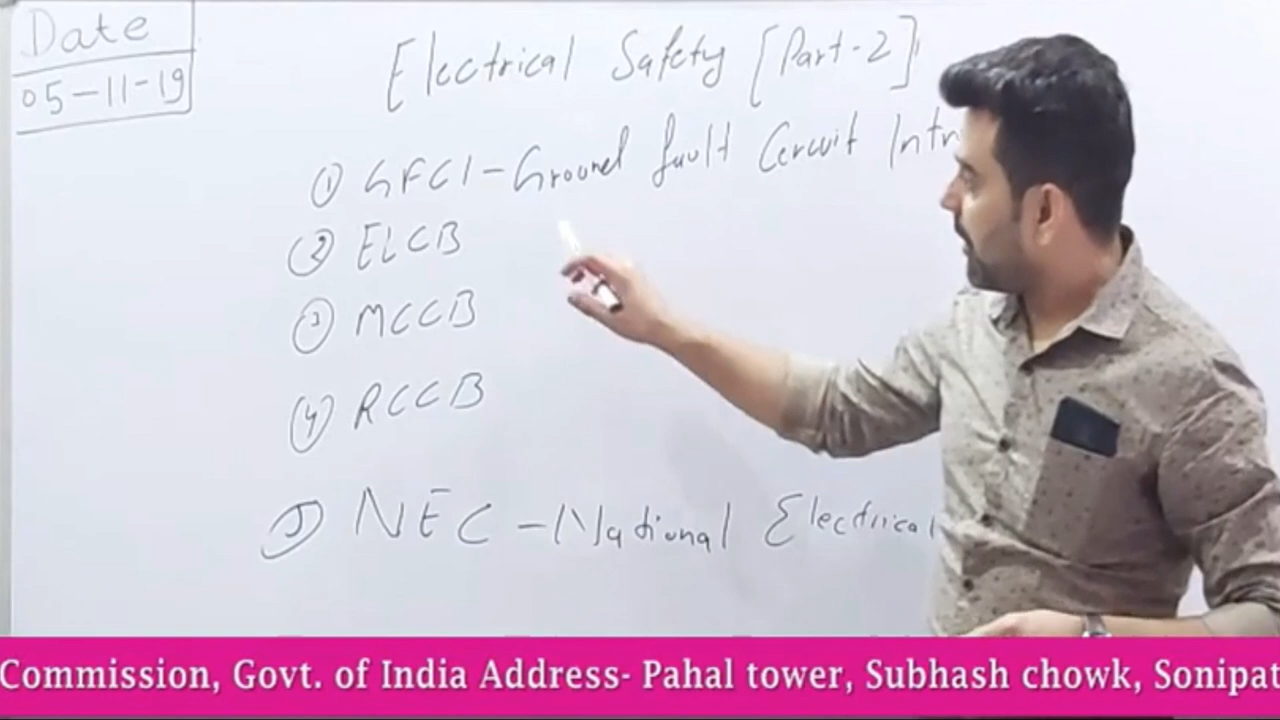 Date
05-11-19
Electrical Safety [Part-2]
① GFCI - Ground fault Circuit Intr
② ELCB
③ MCCB
④ RCCB
⑤ NEC - National Electrical
Commission, Govt. of India Address- Pahal tower, Subhash chowk, Sonipat